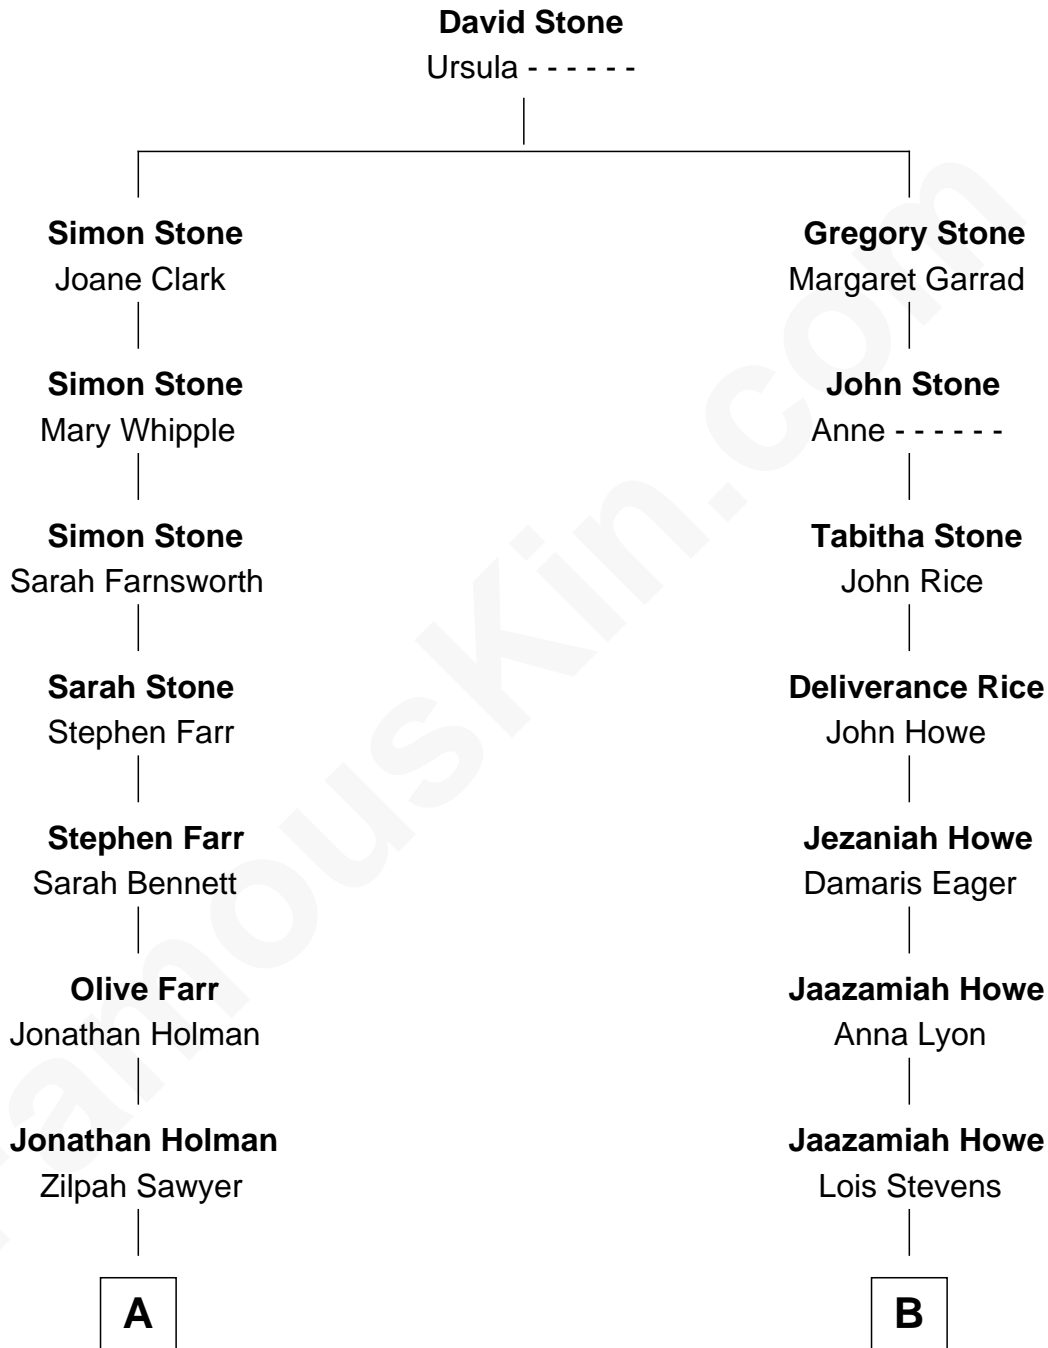 David Stone
Ursula - - - - - -
Simon Stone
Joane Clark
Gregory Stone
Margaret Garrad
Simon Stone
Mary Whipple
John Stone
Anne - - - - - -
Simon Stone
Sarah Farnsworth
Tabitha Stone
John Rice
Sarah Stone
Stephen Farr
Deliverance Rice
John Howe
Stephen Farr
Sarah Bennett
Jezaniah Howe
Damaris Eager
Olive Farr
Jonathan Holman
Jaazamiah Howe
Anna Lyon
Jonathan Holman
Zilpah Sawyer
Jaazamiah Howe
Lois Stevens
A
B
FamousKin.com